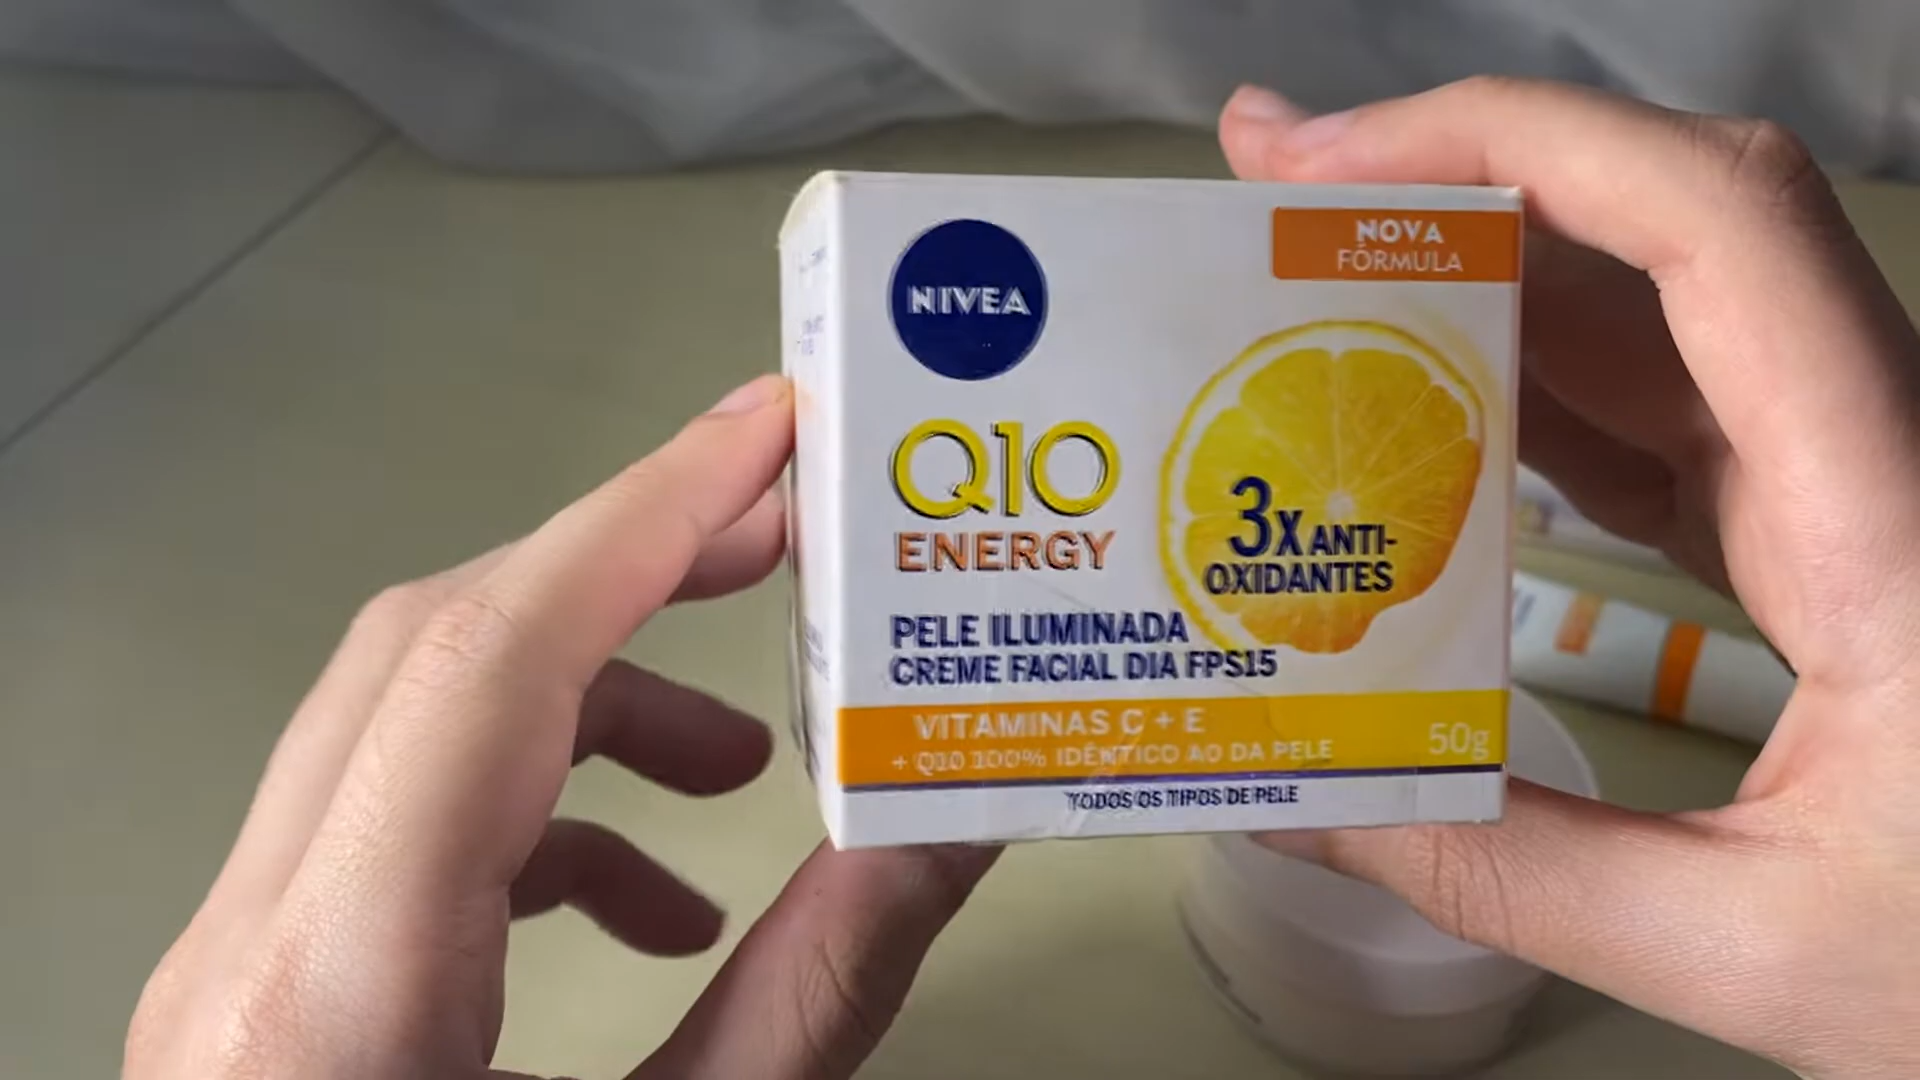 NIVEA
NOVA
FÓRMULA
Q10
ENERGY
3X ANTI-
OXIDANTES
PELE ILUMINADA
CREME FACIAL DIA FPS15
VITAMINAS C + E
+ Q10 100% IDÊNTICO AO DA PELE
50g
TODOS OS TIPOS DE PELE